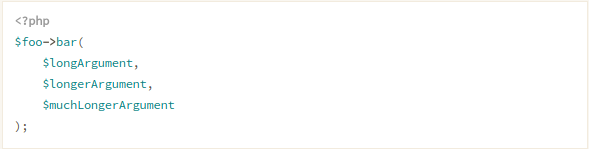 <?php
$foo->bar(
    $longArgument,
    $longerArgument,
    $muchLongerArgument
);